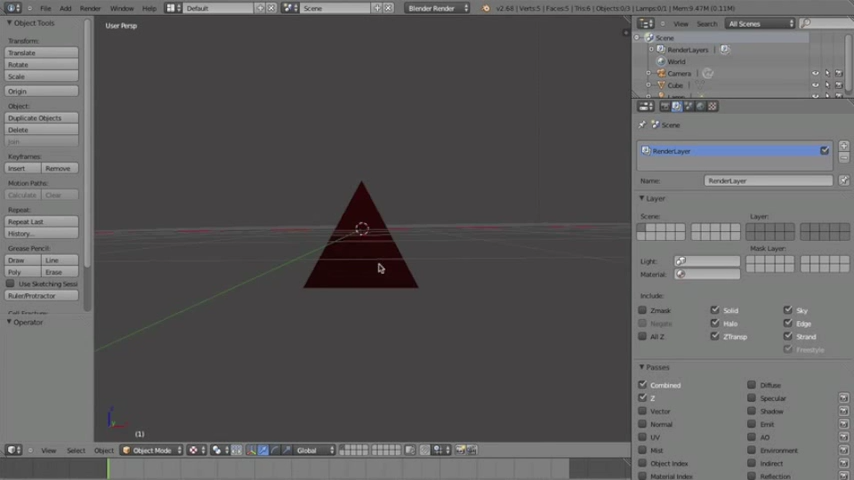 File Add Render Window Help Default Scene Blender Render v2.68 | Verts:5 | Faces:5 | Tris:6 | Objects:0/3 | Lamps:0/1 | Mem:9.47M (0.11M)
View Search All Scenes
Object Tools
User Persp
Transform:
Translate
Rotate
Scale
Origin
Object:
Duplicate Objects
Delete
Join
Keyframes:
Insert Remove
Motion Paths:
Calculate Clear
Repeat:
Repeat Last
History...
Grease Pencil:
Draw Line
Poly Erase
Use Sketching Sessi
Ruler/Protractor
Operator
(1)
View Select Object Object Mode Global
Scene
RenderLayers
World
Camera
Cube
Scene
RenderLayer
Name: RenderLayer
Layer
Scene: Layer:
Mask Layer:
Light:
Material:
Include:
Zmask Solid Sky
Negate Halo Edge
All Z ZTransp Strand
Freestyle
Passes
Combined Diffuse
Z Specular
Vector Shadow
Normal Emit
UV AO
Mist Environment
Object Index Indirect
Material Index Reflection